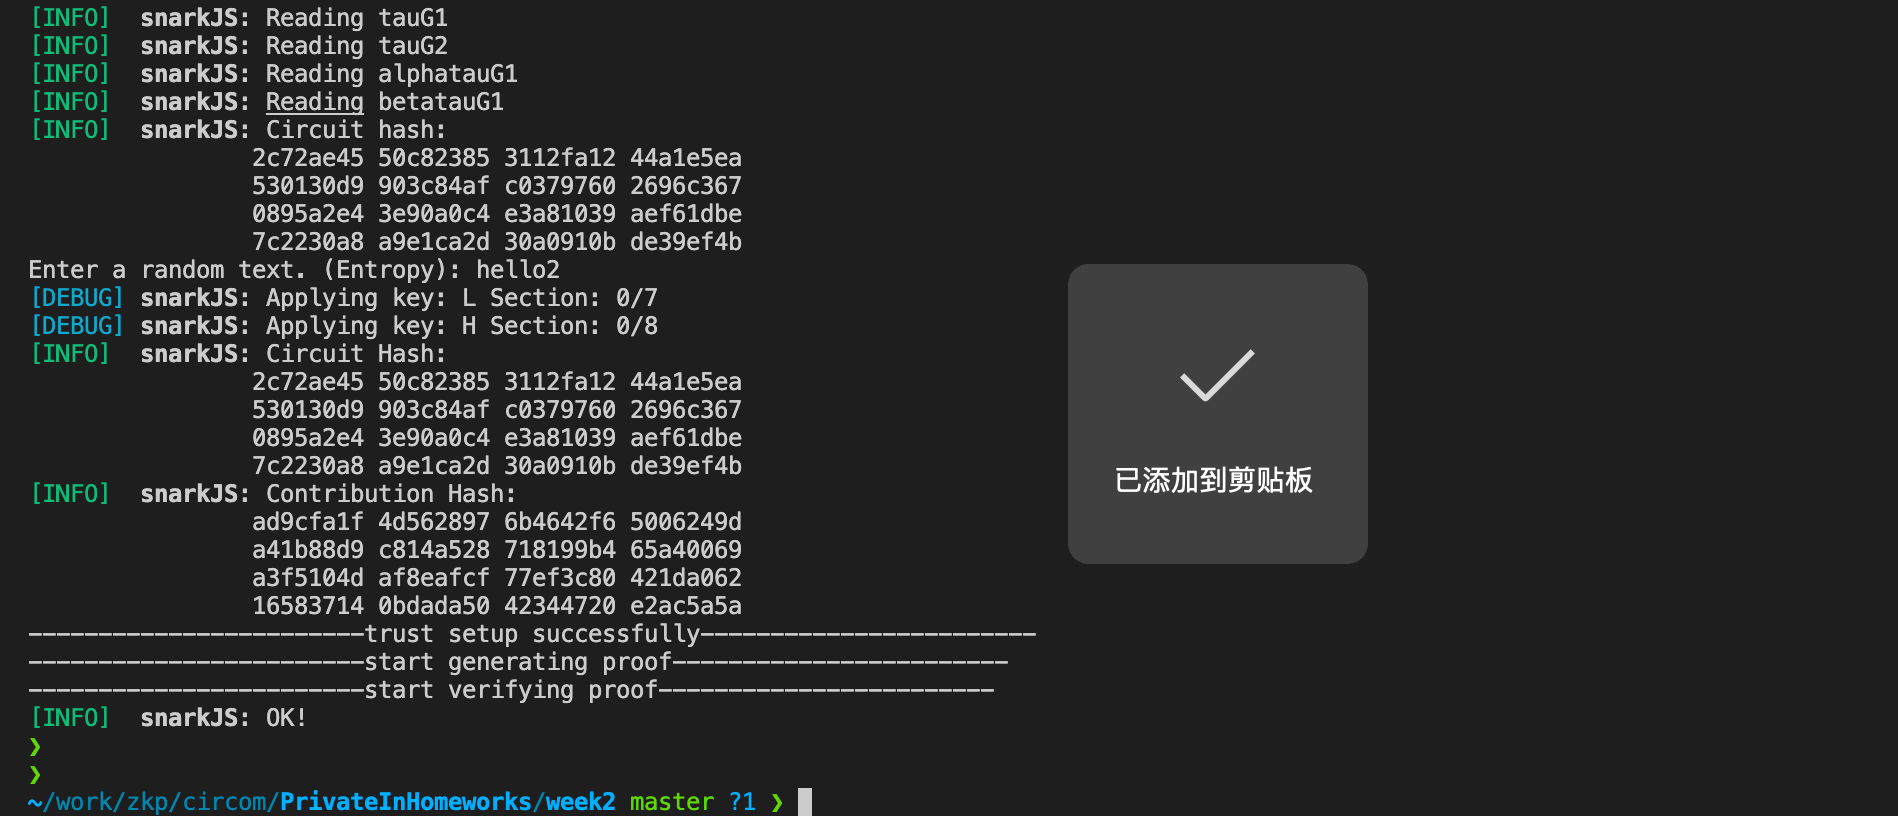 [INFO]  snarkJS: Reading tauG1
[INFO]  snarkJS: Reading tauG2
[INFO]  snarkJS: Reading alphatauG1
[INFO]  snarkJS: Reading betatauG1
[INFO]  snarkJS: Circuit hash:
2c72ae45 50c82385 3112fa12 44a1e5ea
530130d9 903c84af c0379760 2696c367
0895a2e4 3e90a0c4 e3a81039 aef61dbe
7c2230a8 a9e1ca2d 30a0910b de39ef4b
Enter a random text. (Entropy): hello2
[DEBUG] snarkJS: Applying key: L Section: 0/7
[DEBUG] snarkJS: Applying key: H Section: 0/8
[INFO]  snarkJS: Circuit Hash:
2c72ae45 50c82385 3112fa12 44a1e5ea
530130d9 903c84af c0379760 2696c367
0895a2e4 3e90a0c4 e3a81039 aef61dbe
7c2230a8 a9e1ca2d 30a0910b de39ef4b
[INFO]  snarkJS: Contribution Hash:
ad9cfa1f 4d562897 6b4642f6 5006249d
a41b88d9 c814a528 718199b4 65a40069
a3f5104d af8eafcf 77ef3c80 421da062
16583714 0bdada50 42344720 e2ac5a5a
------------------------trust setup successfully------------------------
------------------------start generating proof------------------------
------------------------start verifying proof------------------------
[INFO]  snarkJS: OK!
❯
❯
~/work/zkp/circom/PrivateInHomeworks/week2 master ?1 ❯
已添加到剪贴板